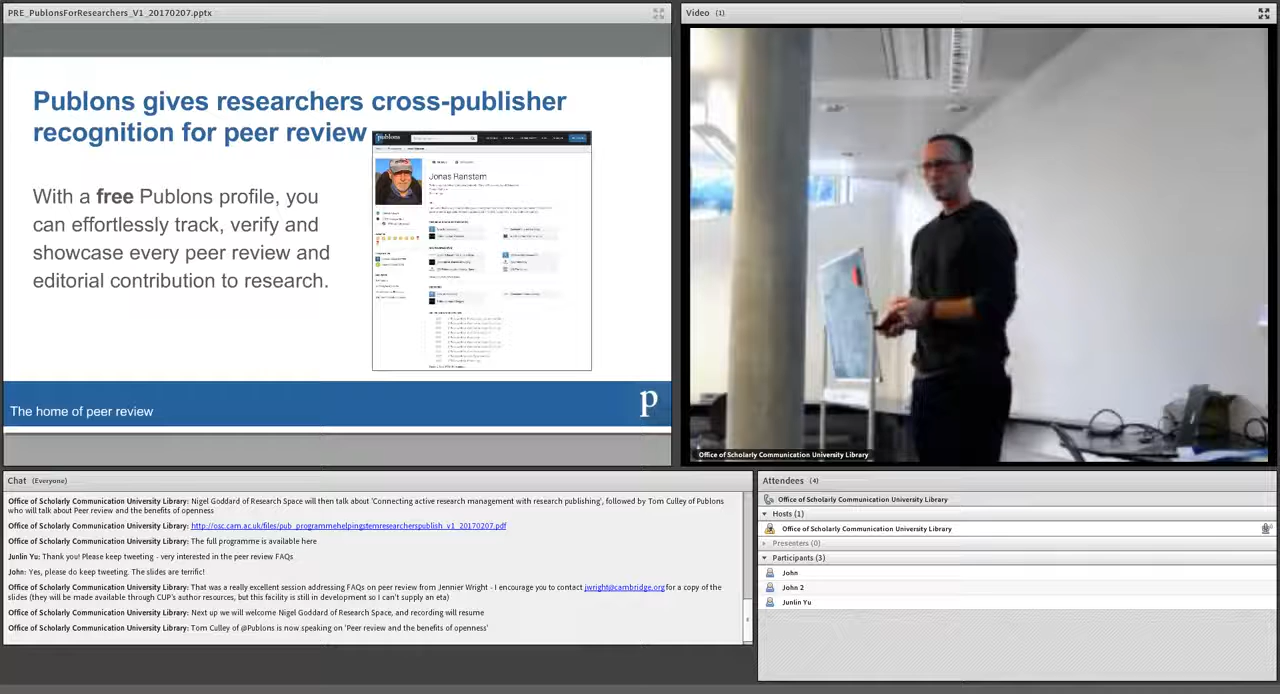 PRE_PublonsForResearchers_V1_20170207.pptx
Publons gives researchers cross-publisher
recognition for peer review
With a free Publons profile, you
can effortlessly track, verify and
showcase every peer review and
editorial contribution to research.
publons
Jonas Ranstam
The home of peer review
p
Video (1)
Office of Scholarly Communication University Library
Chat (Everyone)
Office of Scholarly Communication University Library: Nigel Goddard of Research Space will then talk about 'Connecting active research management with research publishing', followed by Tom Culley of Publons
who will talk about Peer review and the benefits of openness
Office of Scholarly Communication University Library: http://osc.cam.ac.uk/files/pub_programmehelpingstemresearcherspublish_v1_20170207.pdf
Office of Scholarly Communication University Library: The full programme is available here
Junlin Yu: Thank you! Please keep tweeting - very interested in the peer review FAQs
John: Yes, please do keep tweeting. The slides are terrific!
Office of Scholarly Communication University Library: That was a really excellent session addressing FAQs on peer review from Jennier Wright - I encourage you to contact jwright@cambridge.org for a copy of the
slides (they will be made available through CUP's author resources, but this facility is still in development so I can't supply an eta)
Office of Scholarly Communication University Library: Next up we will welcome Nigel Goddard of Research Space, and recording will resume
Office of Scholarly Communication University Library: Tom Culley of @Publons is now speaking on 'Peer review and the benefits of openness'
Attendees (4)
Office of Scholarly Communication University Library
Hosts (1)
Office of Scholarly Communication University Library
Presenters (0)
Participants (3)
John
John 2
Junlin Yu